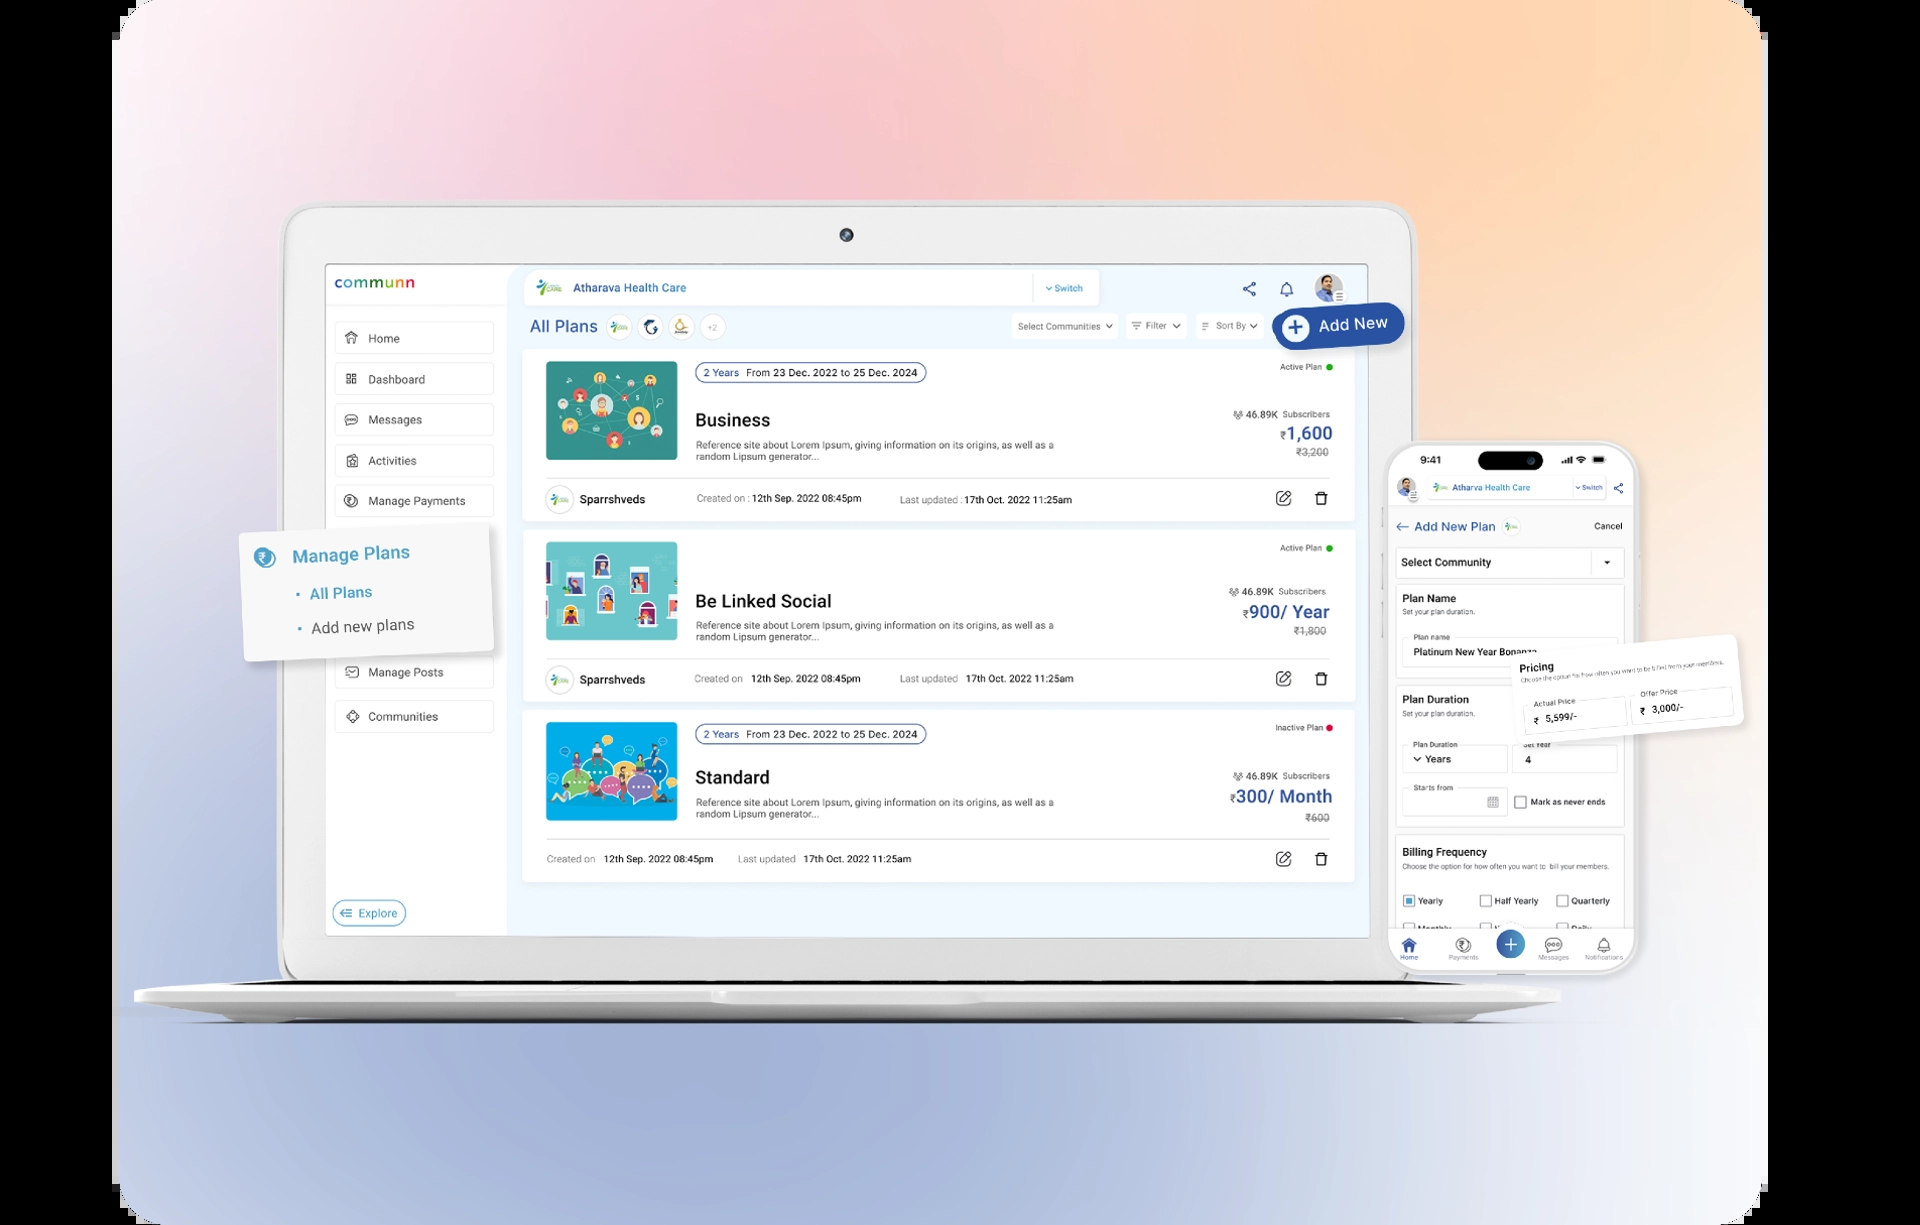 communn
Atharava Health Care
Switch
Home
Dashboard
Messages
Activities
Manage Payments
Manage Plans
All Plans
Add new plans
Manage Posts
Communities
Explore
All Plans
+2
Select Communities
Filter
Sort By
Add New
2 Years From 23 Dec. 2022 to 25 Dec. 2024
Active Plan
Business
Reference site about Lorem Ipsum, giving information on its origins, as well as a
random Lipsum generator...
46.89K Subscribers
₹1,600
₹3,200
Sparrshveds
Created on : 12th Sep. 2022 08:45pm
Last updated : 17th Oct. 2022 11:25am
Active Plan
Be Linked Social
Reference site about Lorem Ipsum, giving information on its origins, as well as a
random Lipsum generator...
46.89K Subscribers
₹900/ Year
₹1,800
Sparrshveds
Created on 12th Sep. 2022 08:45pm
Last updated 17th Oct. 2022 11:25am
2 Years From 23 Dec. 2022 to 25 Dec. 2024
Inactive Plan
Standard
Reference site about Lorem Ipsum, giving information on its origins, as well as a
random Lipsum generator...
46.89K Subscribers
₹300/ Month
₹600
Created on 12th Sep. 2022 08:45pm
Last updated 17th Oct. 2022 11:25am
9:41
Atharva Health Care
Switch
Add New Plan
Cancel
Select Community
Plan Name
Set your plan duration.
Plan name
Platinum New Year Bonanza
Pricing
Choose the option for how often you want to be billed from your members.
Actual Price
₹ 5,599/-
Offer Price
₹ 3,000/-
Plan Duration
Set your plan duration.
Plan Duration
Years
Set Year
4
Starts from
Mark as never ends
Billing Frequency
Choose the option for how often you want to bill your members.
Yearly
Half Yearly
Quarterly
Monthly
Daily
Home
Payments
Messages
Notifications